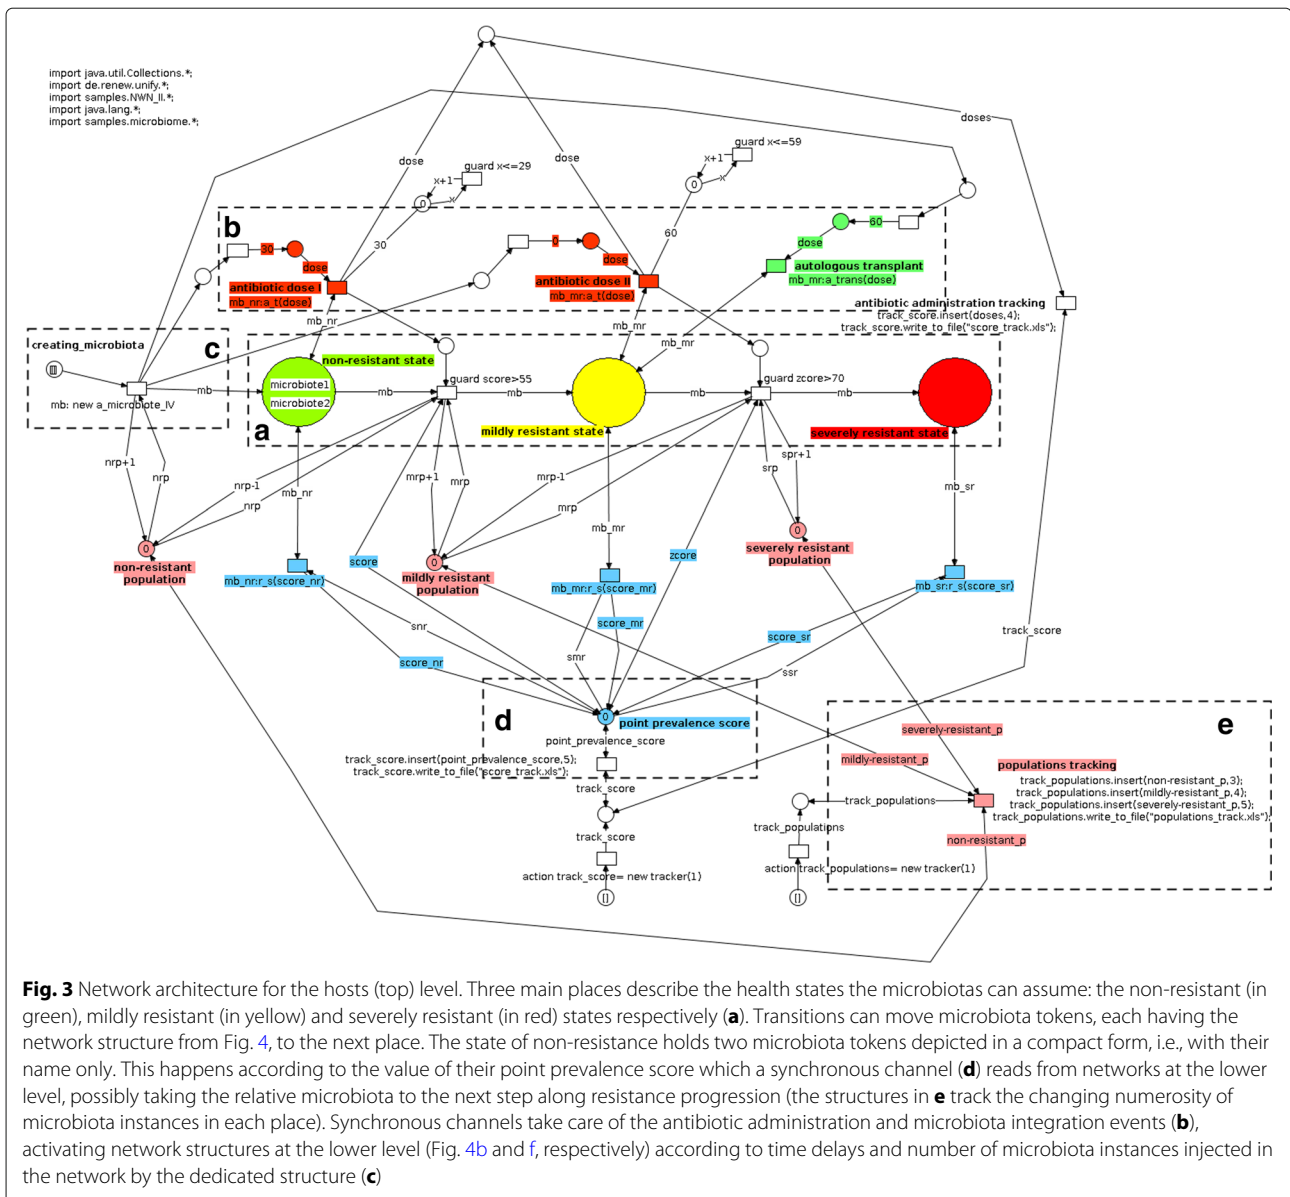 import java.util.Collections.*;
import de.renew.unify.*;
import samples.NWN_II.*;
import java.lang.*;
import samples.microbiome.*;
doses
guard x<=59
x+1
x
0
dose
dose
guard x<=29
x+1
x
0
b
30
60
60
dose
30
dose
0
dose
autologous transplant
mb_mr:a_trans(dose)
antibiotic dose I
mb_nr:a_t(dose)
antibiotic dose II
mb_mr:a_t(dose)
antibiotic administration tracking
track_score.insert(doses,4);
track_score.write_to_file("score_track.xls");
mb_nr
mb_mr
mb_mr
creating_microbiota
c
[]
mb: new a_microbiote_IV
mb
non-resistant state
microbiote1
microbiote2
mb
guard score>55
mb
mb
guard zcore>70
mb
a
mildly resistant state
severely resistant state
nrp+1
nrp
nrp-1
nrp
mb_nr
mrp+1
mrp
mrp-1
mrp
srp
spr+1
mb_sr
mb_mr
0
non-resistant
population
score
0
mildly resistant
population
zcore
0
severely resistant
population
mb_nr:r_s(score_nr)
mb_mr:r_s(score_mr)
mb_sr:r_s(score_sr)
snr
score_nr
score_mr
smr
score_sr
ssr
track_score
d
0
point prevalence score
point_prevalence_score
track_score.insert(point_prevalence_score,5);
track_score.write_to_file("score_track.xls");
track_score
track_score
action track_score= new tracker(1)
[]
e
severely-resistant_p
mildly-resistant_p
populations tracking
track_populations.insert(non-resistant_p,3);
track_populations.insert(mildly-resistant_p,4);
track_populations.insert(severely-resistant_p,5);
track_populations.write_to_file("populations_track.xls");
track_populations
track_populations
non-resistant_p
action track_populations= new tracker(1)
[]
Fig. 3 Network architecture for the hosts (top) level. Three main places describe the health states the microbiotas can assume: the non-resistant (in
green), mildly resistant (in yellow) and severely resistant (in red) states respectively (a). Transitions can move microbiota tokens, each having the
network structure from Fig. 4, to the next place. The state of non-resistance holds two microbiota tokens depicted in a compact form, i.e., with their
name only. This happens according to the value of their point prevalence score which a synchronous channel (d) reads from networks at the lower
level, possibly taking the relative microbiota to the next step along resistance progression (the structures in e track the changing numerosity of
microbiota instances in each place). Synchronous channels take care of the antibiotic administration and microbiota integration events (b),
activating network structures at the lower level (Fig. 4b and f, respectively) according to time delays and number of microbiota instances injected in
the network by the dedicated structure (c)